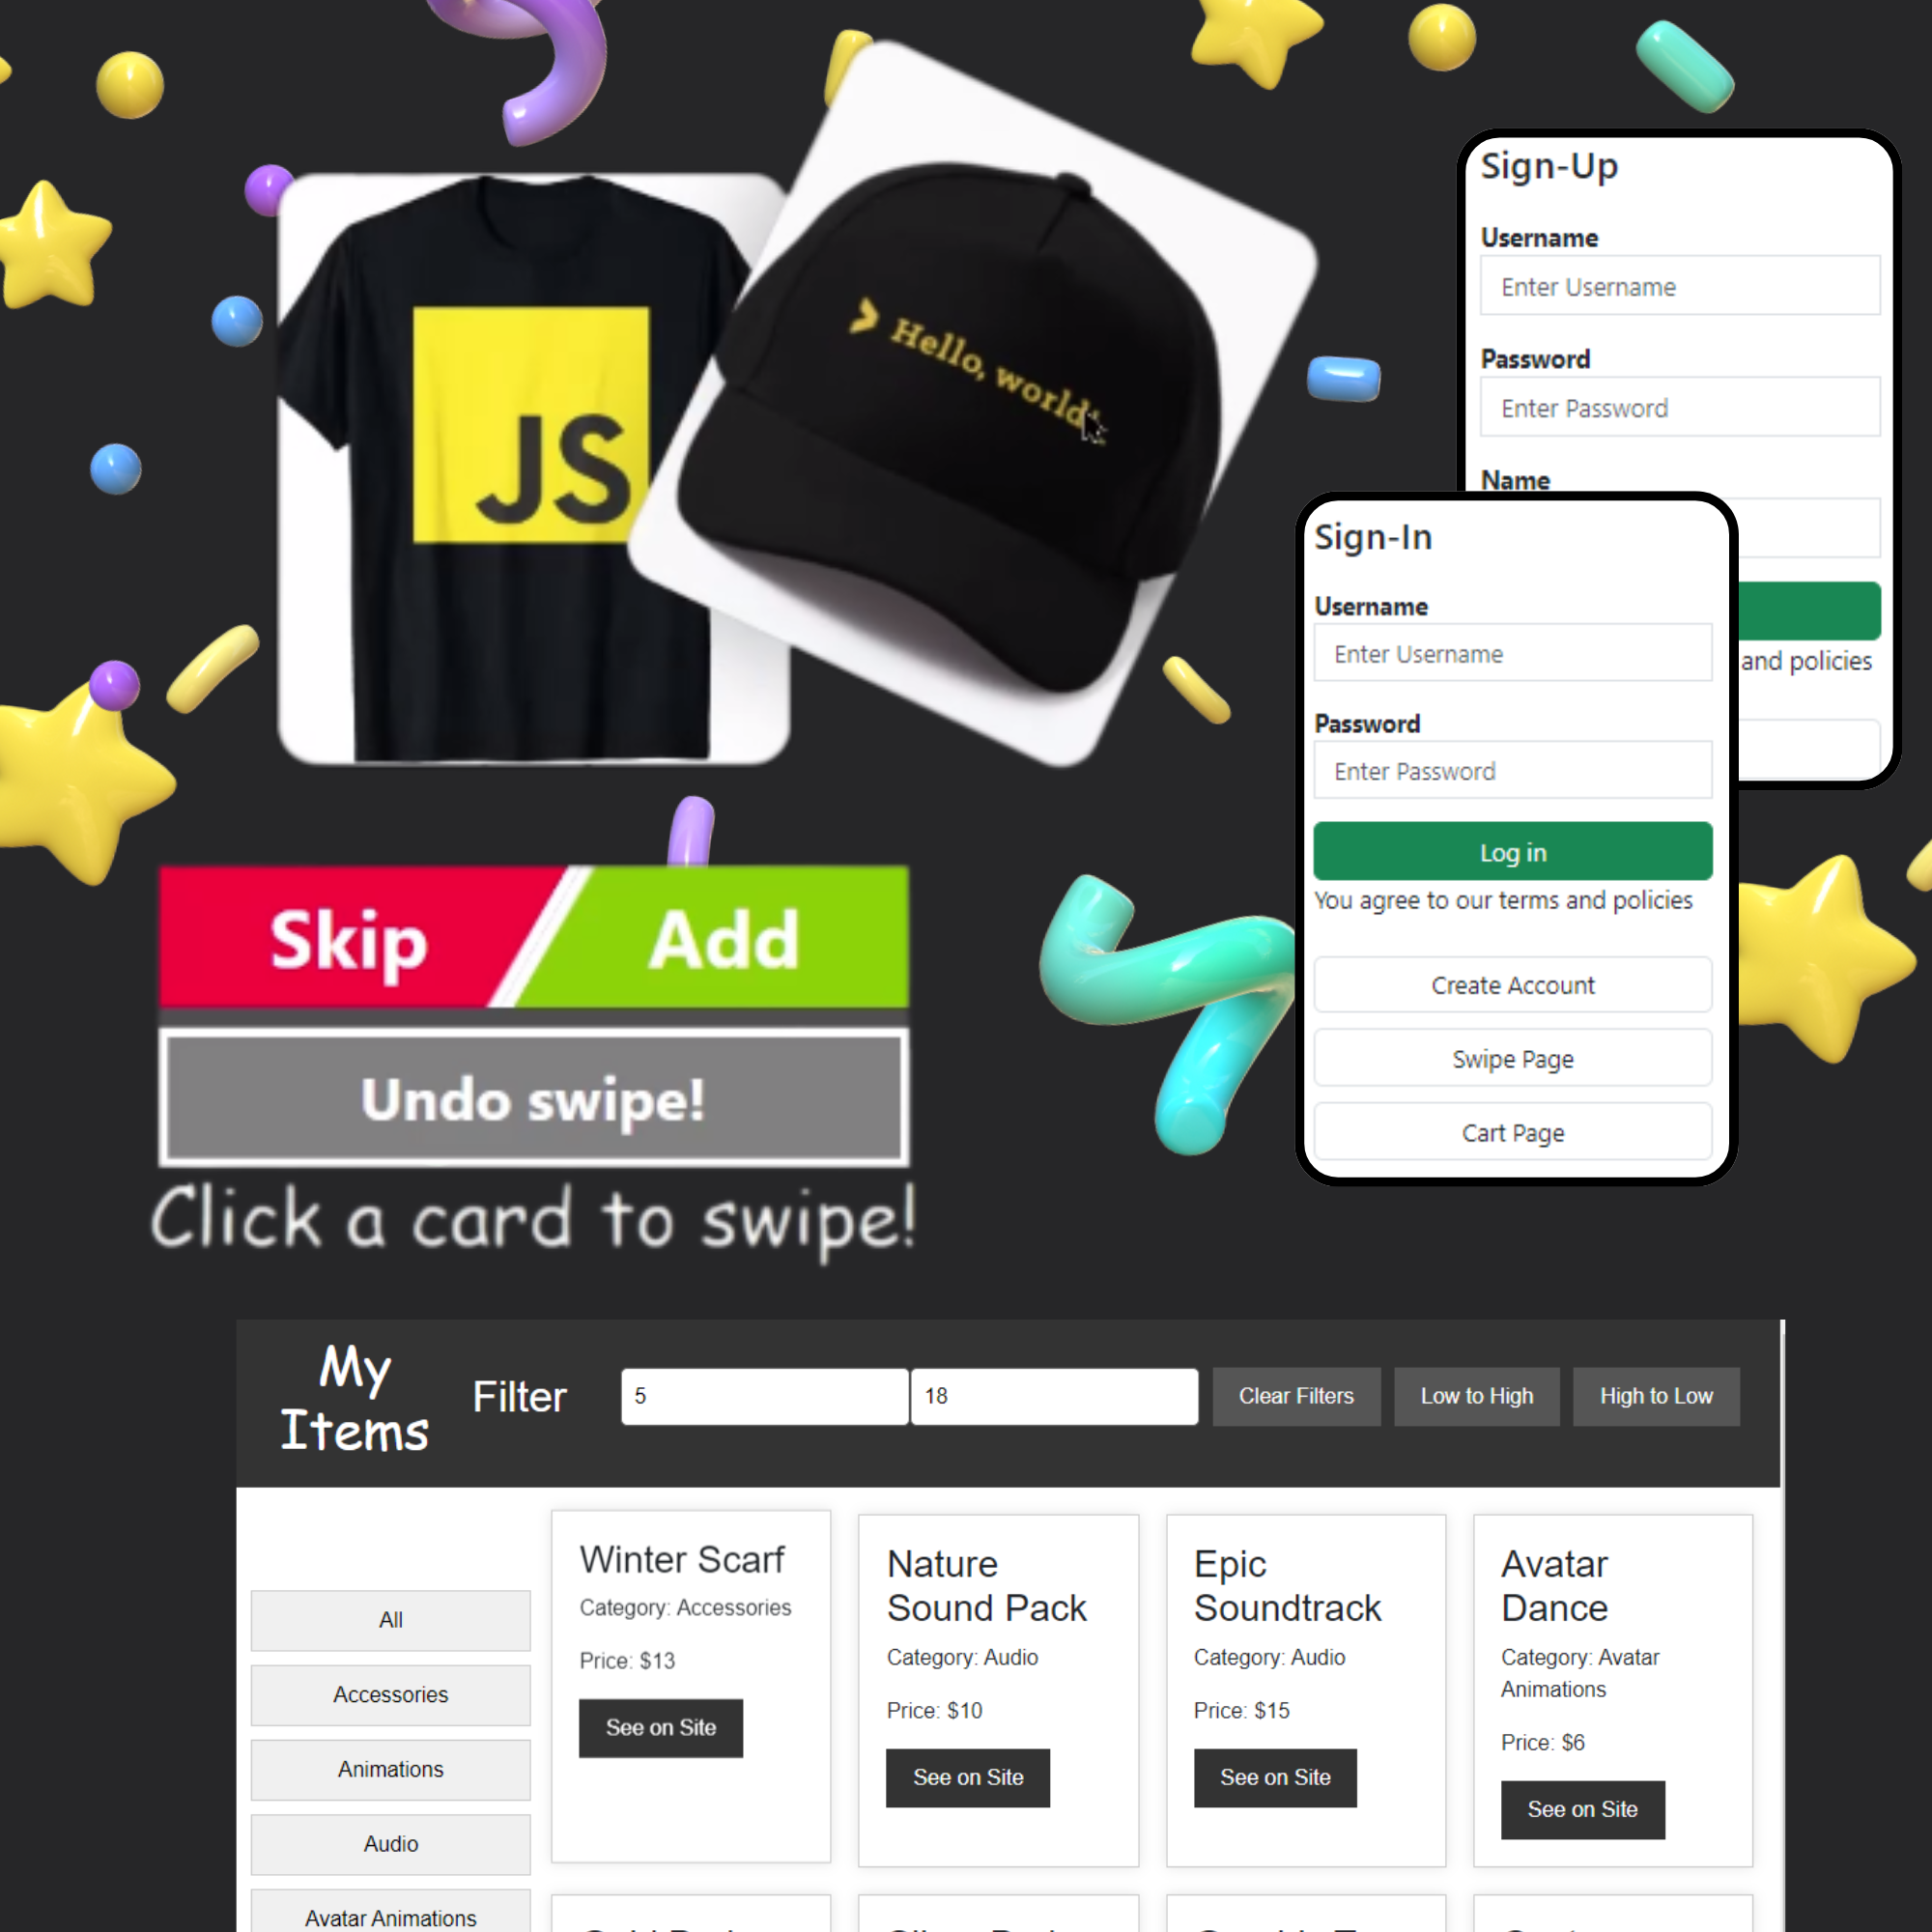 JS
Hello, world
Sign-Up
Username
Enter Username
Password
Enter Password
Name
and policies
Sign-In
Username
Enter Username
Password
Enter Password
Log in
You agree to our terms and policies
Create Account
Swipe Page
Cart Page
Skip
Add
Undo swipe!
Click a card to swipe!
My
Items
Filter
5
18
Clear Filters
Low to High
High to Low
All
Accessories
Animations
Audio
Avatar Animations
Winter Scarf
Category: Accessories
Price: $13
See on Site
Nature
Sound Pack
Category: Audio
Price: $10
See on Site
Epic
Soundtrack
Category: Audio
Price: $15
See on Site
Avatar
Dance
Category: Avatar
Animations
Price: $6
See on Site